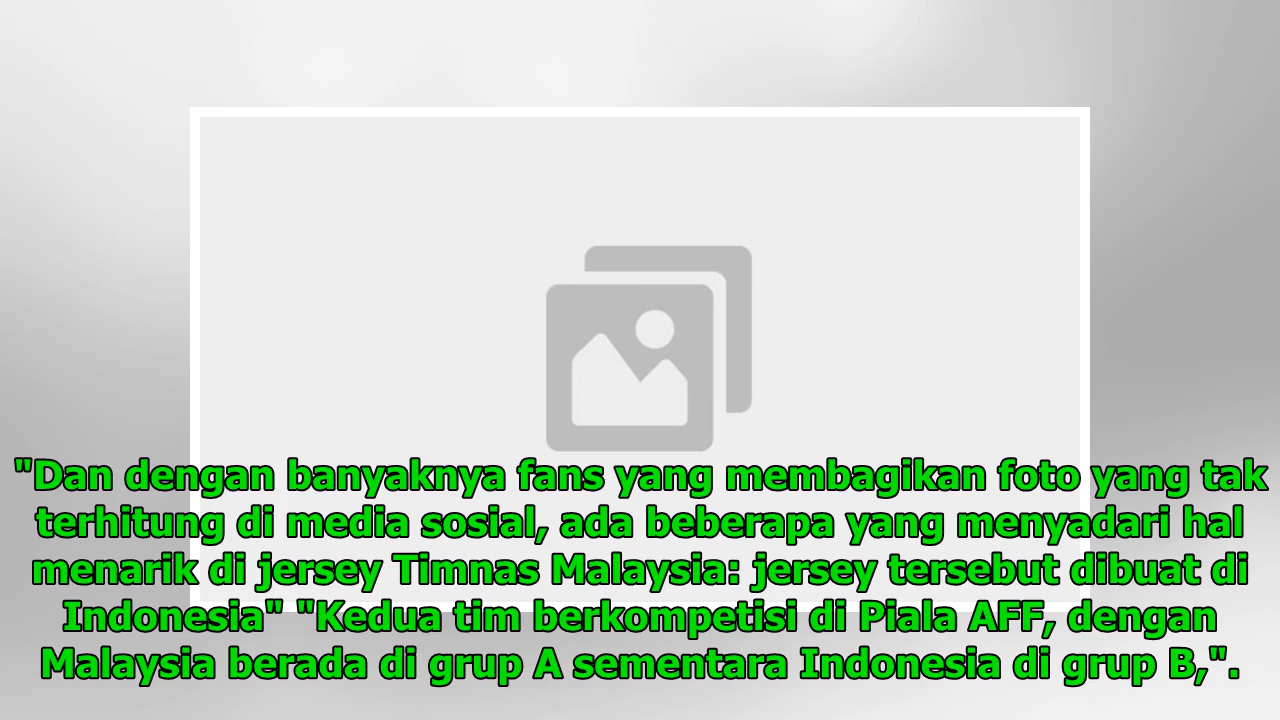 "Dan dengan banyaknya fans yang membagikan foto yang tak
terhitung di media sosial, ada beberapa yang menyadari hal
menarik di jersey Timnas Malaysia: jersey tersebut dibuat di
Indonesia" "Kedua tim berkompetisi di Piala AFF, dengan
Malaysia berada di grup A sementara Indonesia di grup B,".